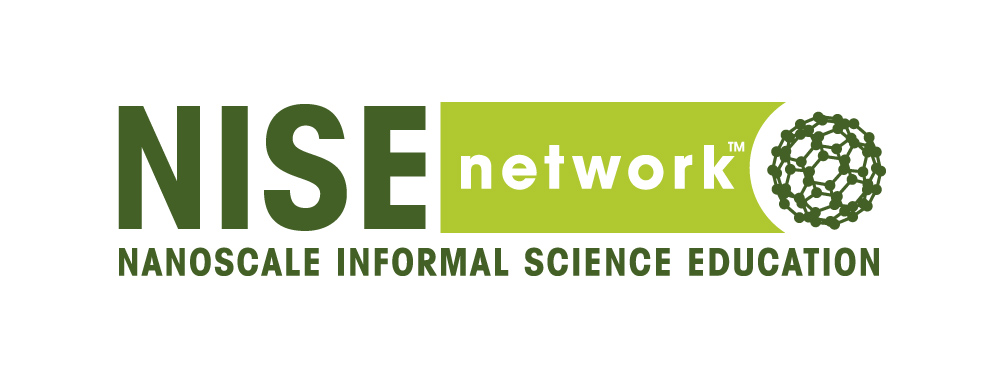 NISE network™
NANOSCALE INFORMAL SCIENCE EDUCATION